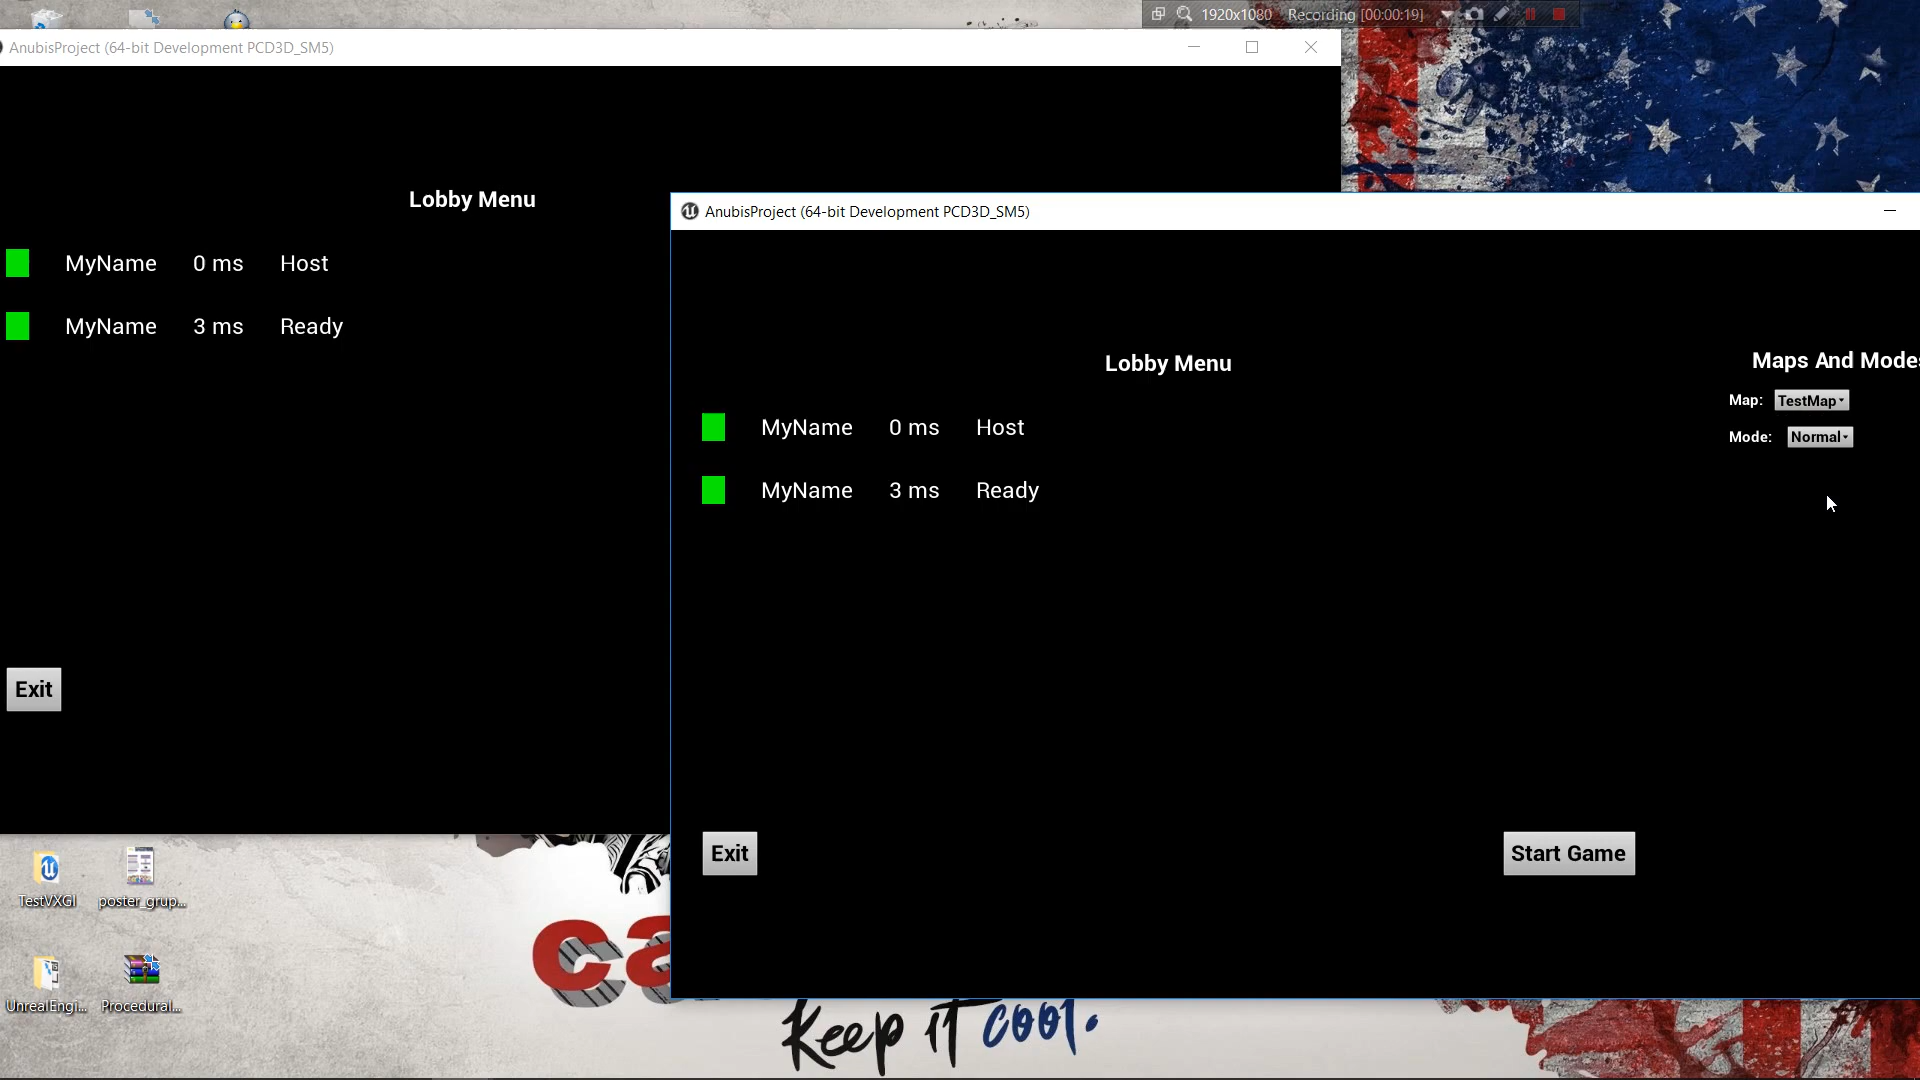 1920x1080 Recording [00:00:19]
AnubisProject (64-bit Development PCD3D_SM5)
Lobby Menu
MyName 0 ms Host
MyName 3 ms Ready
Exit
AnubisProject (64-bit Development PCD3D_SM5)
Lobby Menu
MyName 0 ms Host
MyName 3 ms Ready
Maps And Modes
Map: TestMap
Mode: Normal
Exit
Start Game
TestVXGI
poster_grup...
UnrealEngi...
Procedural...
ca
Keep it cool.